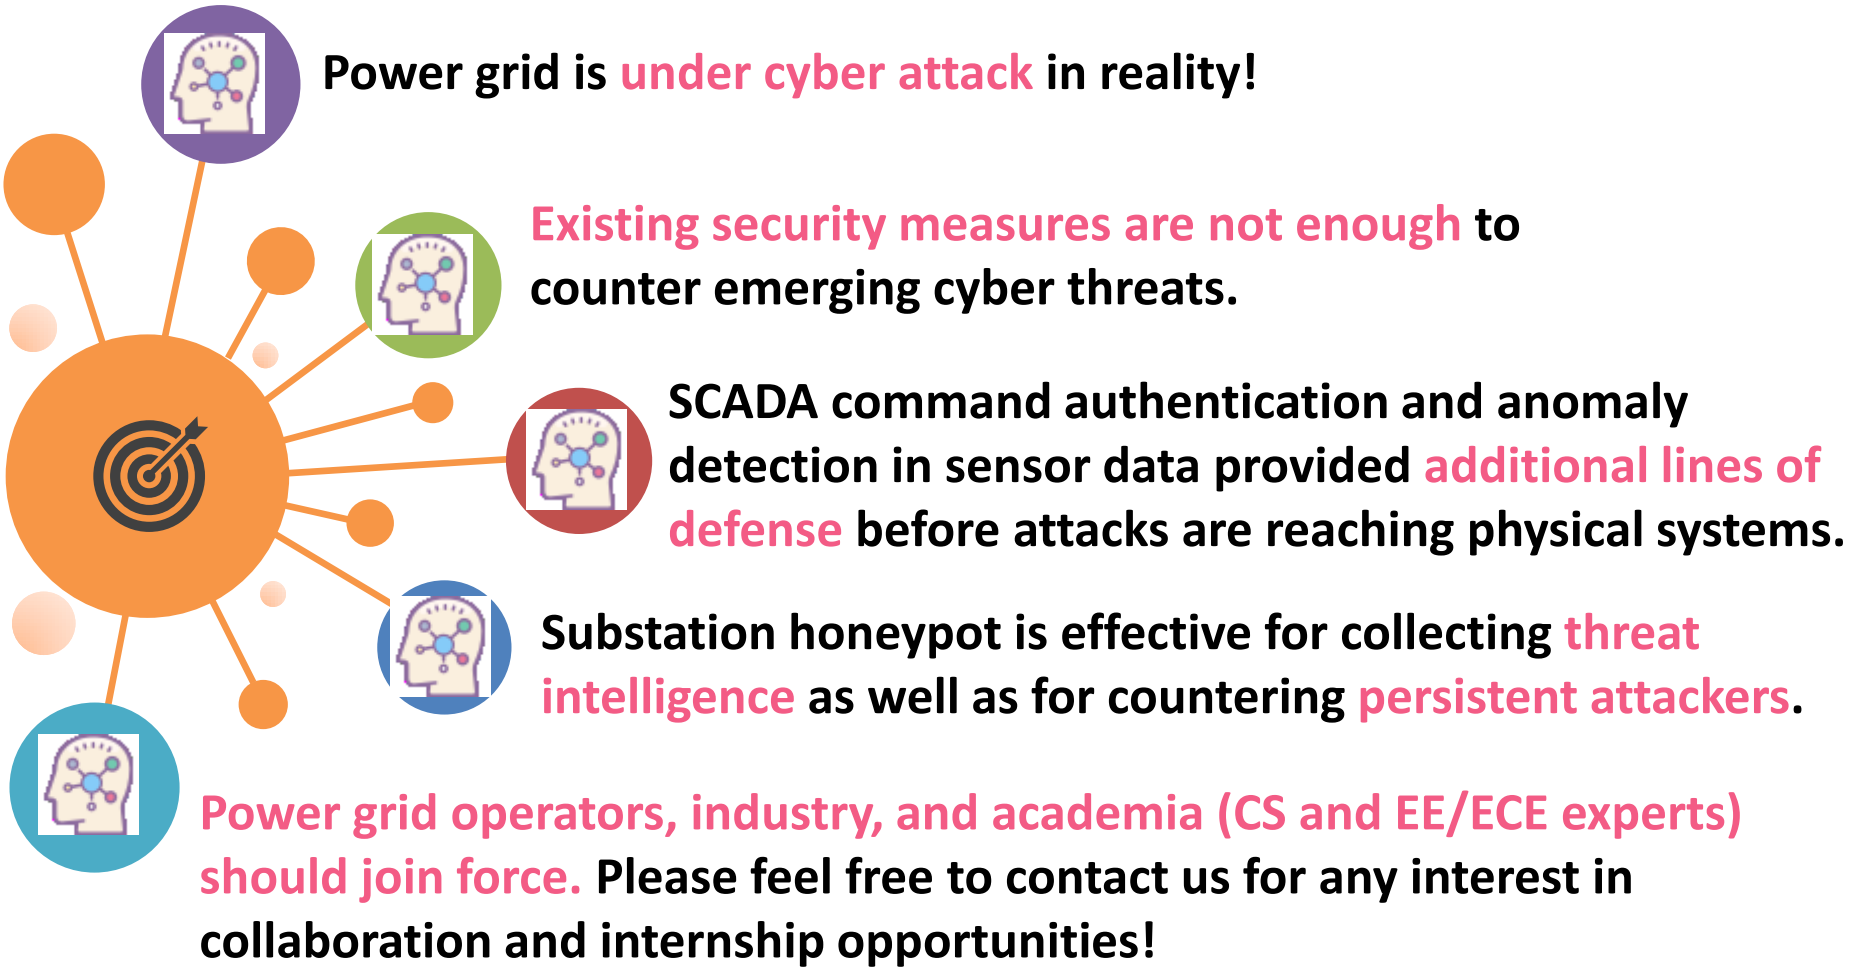 Power grid is under cyber attack in reality!
Existing security measures are not enough to
counter emerging cyber threats.
SCADA command authentication and anomaly
detection in sensor data provided additional lines of
defense before attacks are reaching physical systems.
Substation honeypot is effective for collecting threat
intelligence as well as for countering persistent attackers.
Power grid operators, industry, and academia (CS and EE/ECE experts)
should join force. Please feel free to contact us for any interest in
collaboration and internship opportunities!